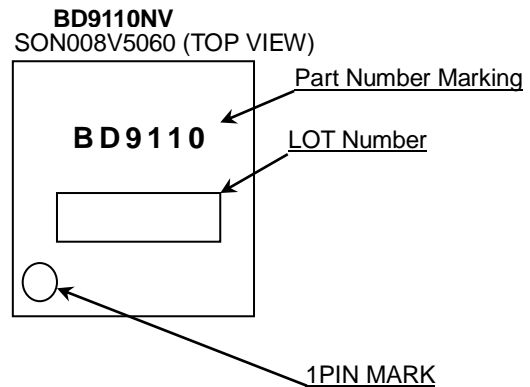 BD9110NV
SON008V5060 (TOP VIEW)
Part Number Marking
BD9110
LOT Number
1PIN MARK